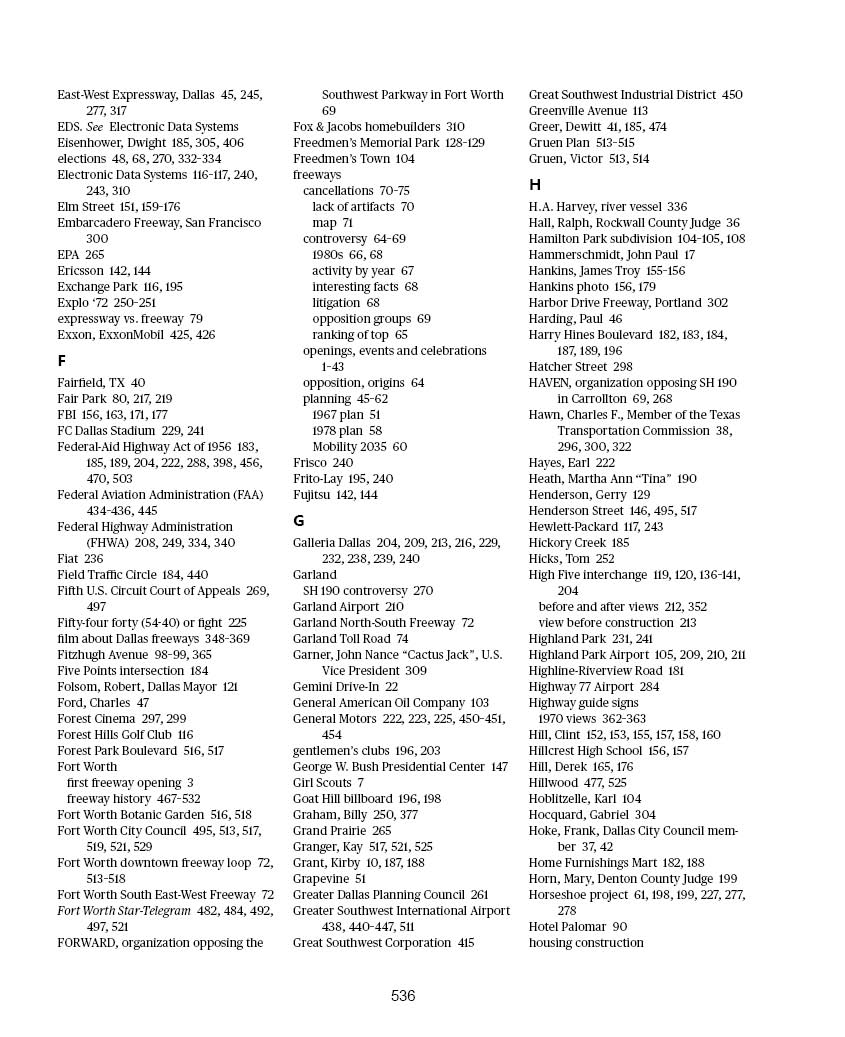 East-West Expressway, Dallas 45, 245,
277, 317
EDS. See Electronic Data Systems
Eisenhower, Dwight 185, 305, 406
elections 48, 68, 270, 332-334
Electronic Data Systems 116-117, 240,
243, 310
Elm Street 151, 159-176
Embarcadero Freeway, San Francisco
300
EPA 265
Ericsson 142, 144
Exchange Park 116, 195
Explo ‘72 250-251
expressway vs. freeway 79
Exxon, ExxonMobil 425, 426
F
Fairfield, TX 40
Fair Park 80, 217, 219
FBI 156, 163, 171, 177
FC Dallas Stadium 229, 241
Federal-Aid Highway Act of 1956 183,
185, 189, 204, 222, 288, 398, 456,
470, 503
Federal Aviation Administration (FAA)
434-436, 445
Federal Highway Administration
(FHWA) 208, 249, 334, 340
Fiat 236
Field Traffic Circle 184, 440
Fifth U.S. Circuit Court of Appeals 269,
497
Fifty-four forty (54-40) or fight 225
film about Dallas freeways 348-369
Fitzhugh Avenue 98-99, 365
Five Points intersection 184
Folsom, Robert, Dallas Mayor 121
Ford, Charles 47
Forest Cinema 297, 299
Forest Hills Golf Club 116
Forest Park Boulevard 516, 517
Fort Worth
first freeway opening 3
freeway history 467-532
Fort Worth Botanic Garden 516, 518
Fort Worth City Council 495, 513, 517,
519, 521, 529
Fort Worth downtown freeway loop 72,
513-518
Fort Worth South East-West Freeway 72
Fort Worth Star-Telegram 482, 484, 492,
497, 521
FORWARD, organization opposing the
Southwest Parkway in Fort Worth
69
Fox & Jacobs homebuilders 310
Freedmen’s Memorial Park 128-129
Freedmen’s Town 104
freeways
cancellations 70-75
lack of artifacts 70
map 71
controversy 64-69
1980s 66, 68
activity by year 67
interesting facts 68
litigation 68
opposition groups 69
ranking of top 65
openings, events and celebrations
1-43
opposition, origins 64
planning 45-62
1967 plan 51
1978 plan 58
Mobility 2035 60
Frisco 240
Frito-Lay 195, 240
Fujitsu 142, 144
G
Galleria Dallas 204, 209, 213, 216, 229,
232, 238, 239, 240
Garland
SH 190 controversy 270
Garland Airport 210
Garland North-South Freeway 72
Garland Toll Road 74
Garner, John Nance “Cactus Jack”, U.S.
Vice President 309
Gemini Drive-In 22
General American Oil Company 103
General Motors 222, 223, 225, 450-451,
454
gentlemen’s clubs 196, 203
George W. Bush Presidential Center 147
Girl Scouts 7
Goat Hill billboard 196, 198
Graham, Billy 250, 377
Grand Prairie 265
Granger, Kay 517, 521, 525
Grant, Kirby 10, 187, 188
Grapevine 51
Greater Dallas Planning Council 261
Greater Southwest International Airport
438, 440-447, 511
Great Southwest Corporation 415
Great Southwest Industrial District 450
Greenville Avenue 113
Greer, Dewitt 41, 185, 474
Gruen Plan 513-515
Gruen, Victor 513, 514
H
H.A. Harvey, river vessel 336
Hall, Ralph, Rockwall County Judge 36
Hamilton Park subdivision 104-105, 108
Hammerschmidt, John Paul 17
Hankins, James Troy 155-156
Hankins photo 156, 179
Harbor Drive Freeway, Portland 302
Harding, Paul 46
Harry Hines Boulevard 182, 183, 184,
187, 189, 196
Hatcher Street 298
HAVEN, organization opposing SH 190
in Carrollton 69, 268
Hawn, Charles F., Member of the Texas
Transportation Commission 38,
296, 300, 322
Hayes, Earl 222
Heath, Martha Ann “Tina” 190
Henderson, Gerry 129
Henderson Street 146, 495, 517
Hewlett-Packard 117, 243
Hickory Creek 185
Hicks, Tom 252
High Five interchange 119, 120, 136-141,
204
before and after views 212, 352
view before construction 213
Highland Park 231, 241
Highland Park Airport 105, 209, 210, 211
Highline-Riverview Road 181
Highway 77 Airport 284
Highway guide signs
1970 views 362-363
Hill, Clint 152, 153, 155, 157, 158, 160
Hillcrest High School 156, 157
Hill, Derek 165, 176
Hillwood 477, 525
Hoblitzelle, Karl 104
Hocquard, Gabriel 304
Hoke, Frank, Dallas City Council mem-
ber 37, 42
Home Furnishings Mart 182, 188
Horn, Mary, Denton County Judge 199
Horseshoe project 61, 198, 199, 227, 277,
278
Hotel Palomar 90
housing construction
536